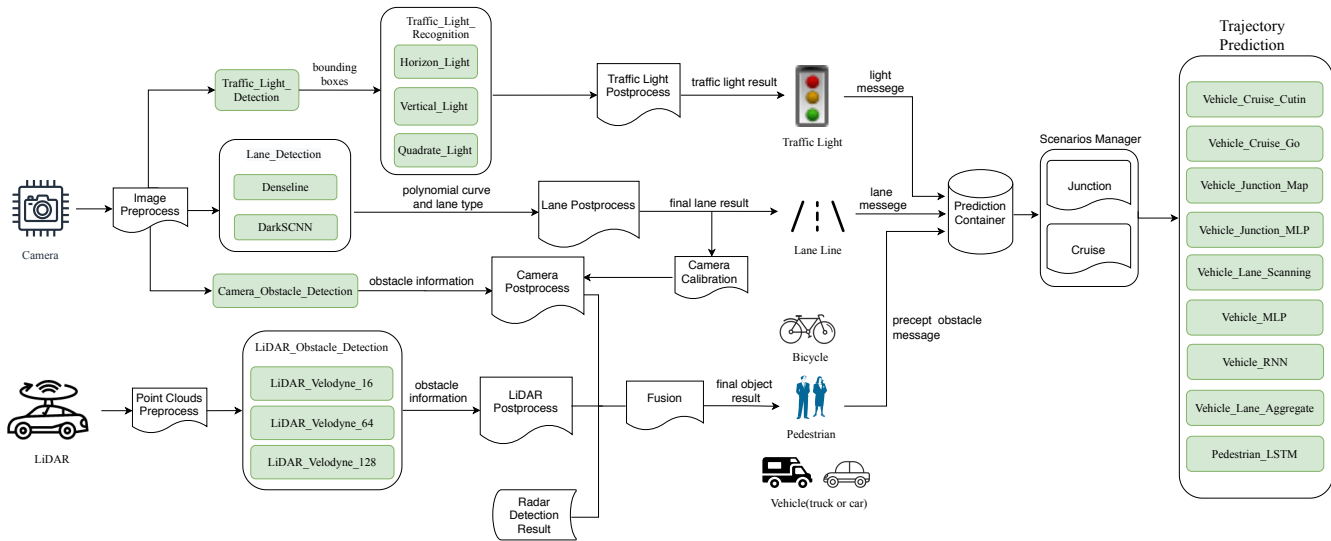 Camera
LiDAR
Image
Preprocess
Point Clouds
Preprocess
Traffic_Light_
Detection
bounding
boxes
Traffic_Light_
Recognition
Horizon_Light
Vertical_Light
Quadrate_Light
Traffic Light
Postprocess
traffic light result
Traffic Light
light
messege
Lane_Detection
Denseline
DarkSCNN
polynomial curve
and lane type
Lane Postprocess
final lane result
Lane Line
lane
messege
Camera
Calibration
Camera_Obstacle_Detection
obstacle information
Camera
Postprocess
LiDAR_Obstacle_Detection
LiDAR_Velodyne_16
LiDAR_Velodyne_64
LiDAR_Velodyne_128
obstacle
information
LiDAR
Postprocess
Radar
Detection
Result
Fusion
final object
result
Bicycle
Pedestrian
Vehicle(truck or car)
precept obstacle
message
Prediction
Container
Scenarios Manager
Junction
Cruise
Trajectory
Prediction
Vehicle_Cruise_Cutin
Vehicle_Cruise_Go
Vehicle_Junction_Map
Vehicle_Junction_MLP
Vehicle_Lane_Scanning
Vehicle_MLP
Vehicle_RNN
Vehicle_Lane_Aggregate
Pedestrian_LSTM